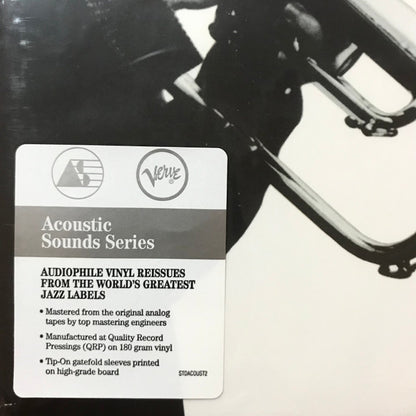 AS
Verve®
Acoustic
Sounds Series
AUDIOPHILE VINYL REISSUES
FROM THE WORLD'S GREATEST
JAZZ LABELS
• Mastered from the original analog
tapes by top mastering engineers
• Manufactured at Quality Record
Pressings (QRP) on 180 gram vinyl
• Tip-On gatefold sleeves printed
on high-grade board
STDACOUST2